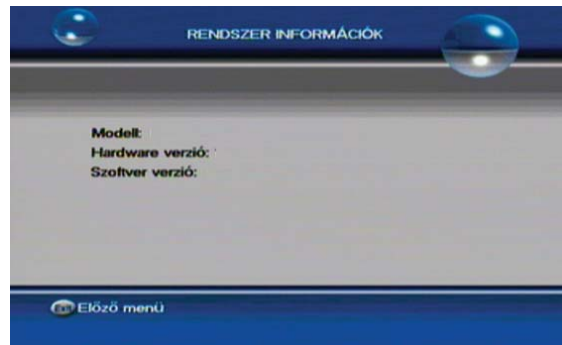 RENDSZER INFORMÁCIÓK
Modell:
Hardware verzió:
Szoftver verzió:
Előző menü